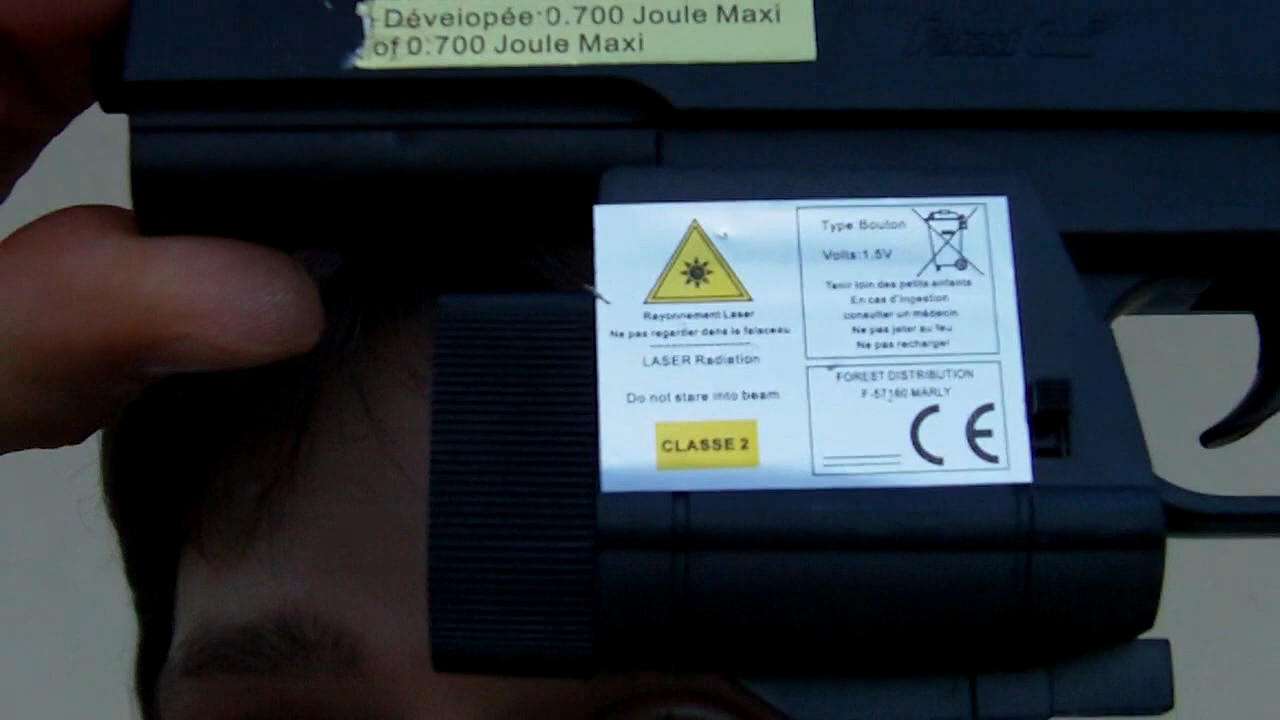 Déveiopée·0.700 Joule Maxi
of 0.700 Joule Maxi
Rayonnement Laser
Ne pas regarder dans le faisceau
LASER Radiation
Do not stare into beam
CLASSE 2
Type Bouton
Volts:1.5V
Tenir loin des petits enfants
En cas d'ingestion
consulter un médecin
Ne pas jeter au feu
Ne pas recharger
FOREST DISTRIBUTION
F-57160 MARLY
CE